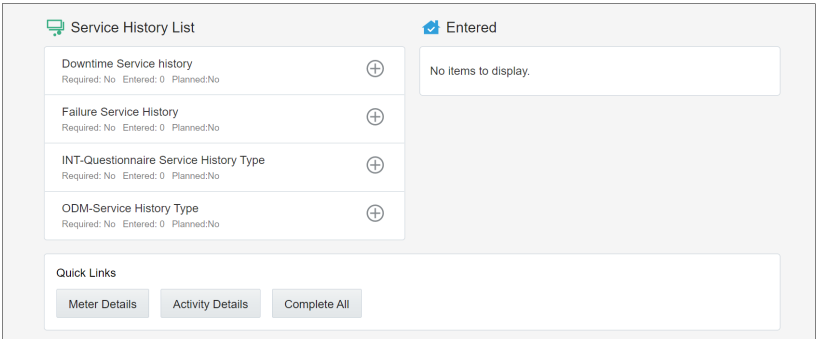 Service History List
Downtime Service history
Required: No Entered: 0 Planned:No
Failure Service History
Required: No Entered: 0 Planned:No
INT-Questionnaire Service History Type
Required: No Entered: 0 Planned:No
ODM-Service History Type
Required: No Entered: 0 Planned:No
Entered
No items to display.
Quick Links
Meter Details Activity Details Complete All